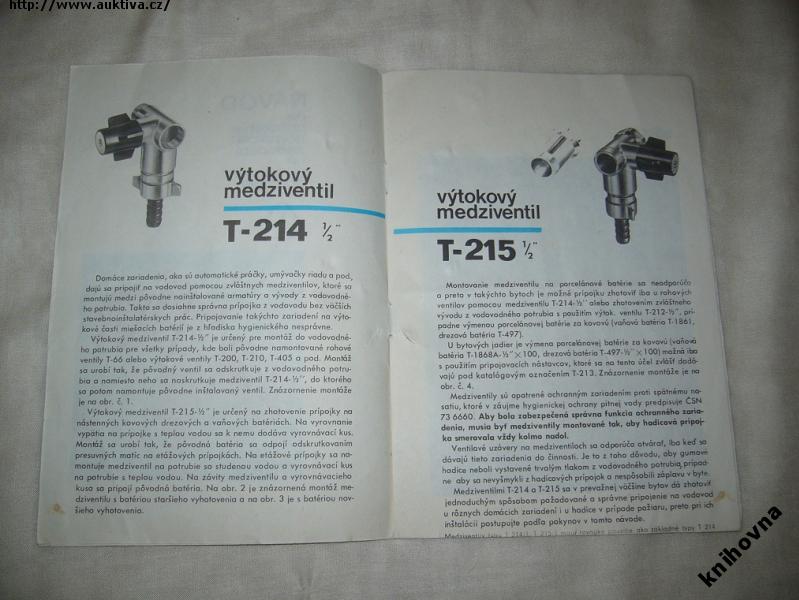 http://www.auktiva.cz/
výtokový
medziventil
T-214 ½"
Domáce zariadenia, ako sú automatické práčky, umývačky riadu a pod.
dajú sa pripojiť na vodovod pomocou zvláštnych medziventilov, ktoré sa
montujú medzi pôvodne nainštalované armatúry a vývody z vodovodné-
ho potrubia. Takto sa dosiahne správna prípojka z vodovodu bez väčších
stavebnoinštalatérskych prác. Pripojovanie takýchto zariadení na výto-
kové časti miešacích batérií je z hľadiska hygienického nesprávne.
Výtokový medziventil T-214-½" je určený pre montáž do vodovodné-
ho potrubia pre všetky prípady, kde boli pôvodne namontované rohové
ventily T-66 alebo výtokové ventily T-200, T-210, T-405 a pod. Montáž
sa urobí tak, že pôvodný ventil sa odskrutkuje z vodovodného potru-
bia a namiesto neho sa naskrutkuje medziventil T-214-½", do ktorého
sa potom namontuje pôvodne inštalovaný ventil. Znázornenie montáže
je na obr. č. 1.
Výtokový medziventil T-215-½" je určený na zhotovenie prípojky na
nástenných kovových drezových a vaňových batériách. Na vyrovnanie
vypätia na prípojke s teplou vodou sa k nemu dodáva vyrovnávací kus.
Montáž sa urobí tak, že pôvodná batéria sa odpojí odskrutkovaním
presuvných matíc na etážových prípojkách. Na etážové prípojky sa na-
montuje medziventil na potrubie so studenou vodou a vyrovnávací kus
na potrubie s teplou vodou. Na závity medziventilu a vyrovnávacieho
kusa sa pripojí pôvodná batéria. Na obr. 2 je znázornená montáž me-
dziventilu s batériou staršieho vyhotovenia a na obr. 3 je s batériou nov-
šieho vyhotovenia.
výtokový
medziventil
T-215 ½"
Montovanie medziventilu na porcelánové batérie sa neodporúča
a preto v takýchto bytoch je možné prípojku zhotoviť iba u rohových
ventilov pomocou medziventilu T-214-½" alebo zhotovením zvláštneho
vývodu z vodovodného potrubia s použitím výtok. ventilu T-212-½", prí-
padne výmenou porcelánovej batérie za kovovú (vaňová batéria T-1861,
drezová batéria T-497).
U bytových jadier je výmena porcelánovej batérie za kovovú (vaňová
batéria T-1868A-½"×100, drezová batéria T-497-½"×100) možná iba
s použitím pripojovacích nástavcov, ktoré sa na tento účel zvlášť dodá-
vajú pod katalógovým označením T-213. Znázornenie montáže je na
obr. č. 4.
Medziventily sú opatrené ochranným zariadením proti spätnému na-
satiu, ktoré v záujme hygienickej ochrany pitnej vody predpisuje ČSN
73 6660. Aby bola zabezpečená správna funkcia ochranného zaria-
denia, musia byť medziventily montované tak, aby hadicová prípoj-
ka smerovala vždy kolmo nadol.
Ventilové uzávery na medziventiloch sa odporúča otvárať, iba keď sa
dávajú tieto zariadenia do činnosti. Je to z toho dôvodu, aby gumové
hadice neboli vystavené trvalým tlakom z vodovodného potrubia, prípad-
ne aby sa nevyšmykli z hadicových prípojok a nespôsobili záplavu v byte.
Medziventilmi T-214 a T-215 sa v prevažnej väčšine bytov dá zhotoviť
jednoduchým spôsobom požadované a správne pripojenie na vodovod
u rôznych domácich zariadení i u hadice v prípade požiaru, preto pri ich
inštalácii postupujte podľa pokynov v tomto návode.
knihovna